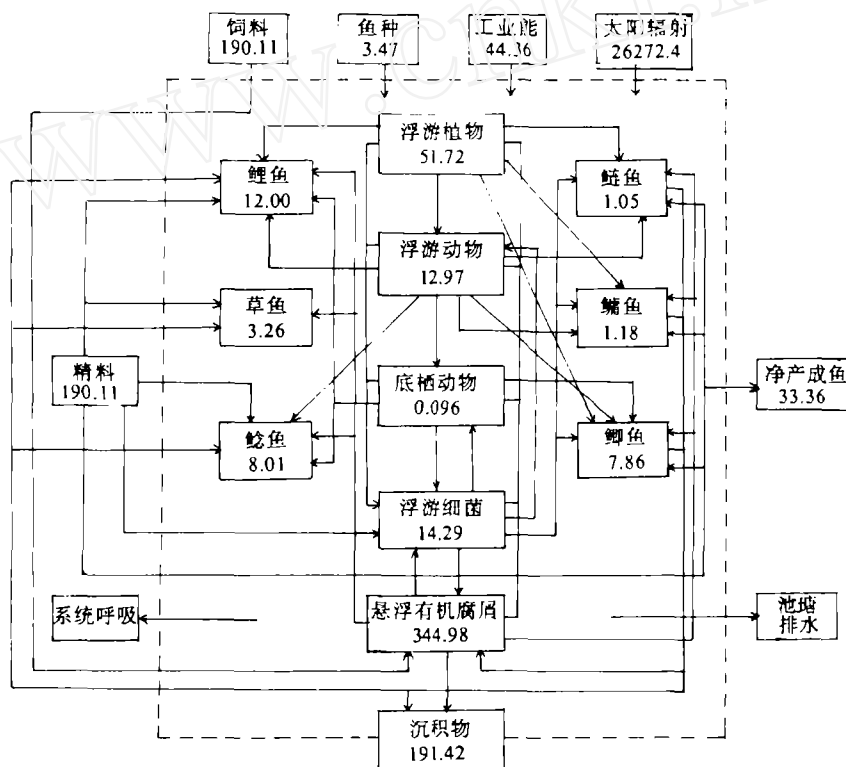 饲料
190.11
鱼种
3.47
工业能
44.36
太阳辐射
26272.4
浮游植物
51.72
鲤鱼
12.00
鲢鱼
1.05
浮游动物
12.97
草鱼
3.26
鳙鱼
1.18
精料
190.11
底栖动物
0.096
净产成鱼
33.36
鲶鱼
8.01
鲫鱼
7.86
浮游细菌
14.29
系统呼吸
悬浮有机腐屑
344.98
池塘
排水
沉积物
191.42